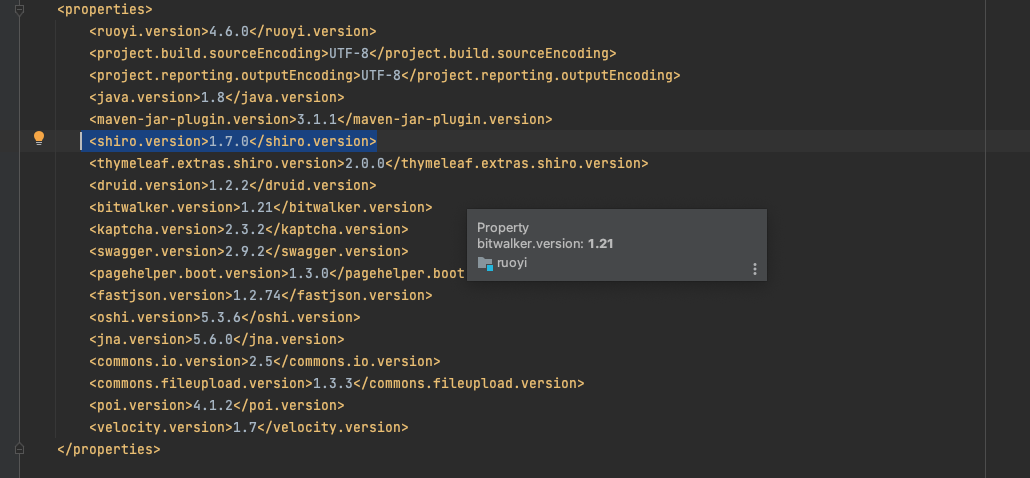 <properties>
<ruoyi.version>4.6.0</ruoyi.version>
<project.build.sourceEncoding>UTF-8</project.build.sourceEncoding>
<project.reporting.outputEncoding>UTF-8</project.reporting.outputEncoding>
<java.version>1.8</java.version>
<maven-jar-plugin.version>3.1.1</maven-jar-plugin.version>
<shiro.version>1.7.0</shiro.version>
<thymeleaf.extras.shiro.version>2.0.0</thymeleaf.extras.shiro.version>
<druid.version>1.2.2</druid.version>
<bitwalker.version>1.21</bitwalker.version>
<kaptcha.version>2.3.2</kaptcha.version>
<swagger.version>2.9.2</swagger.version>
<pagehelper.boot.version>1.3.0</pagehelper.boot
<fastjson.version>1.2.74</fastjson.version>
<oshi.version>5.3.6</oshi.version>
<jna.version>5.6.0</jna.version>
<commons.io.version>2.5</commons.io.version>
<commons.fileupload.version>1.3.3</commons.fileupload.version>
<poi.version>4.1.2</poi.version>
<velocity.version>1.7</velocity.version>
</properties>
Property
bitwalker.version: 1.21
ruoyi